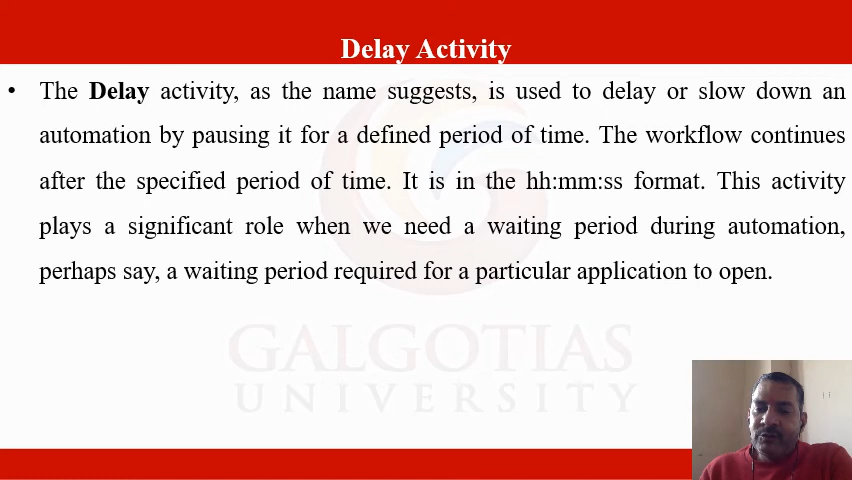 Delay Activity
• The Delay activity, as the name suggests, is used to delay or slow down an
automation by pausing it for a defined period of time. The workflow continues
after the specified period of time. It is in the hh:mm:ss format. This activity
plays a significant role when we need a waiting period during automation,
perhaps say, a waiting period required for a particular application to open.
GALGOTIAS
UNIVERSITY